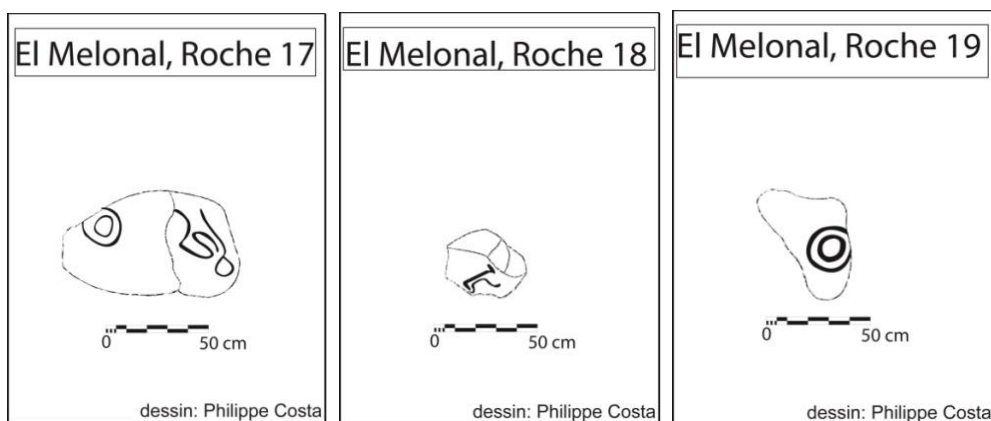 El Melonal, Roche 17
0 50 cm
dessin: Philippe Costa
El Melonal, Roche 18
0 50 cm
dessin: Philippe Costa
El Melonal, Roche 19
0 50 cm
dessin: Philippe Costa